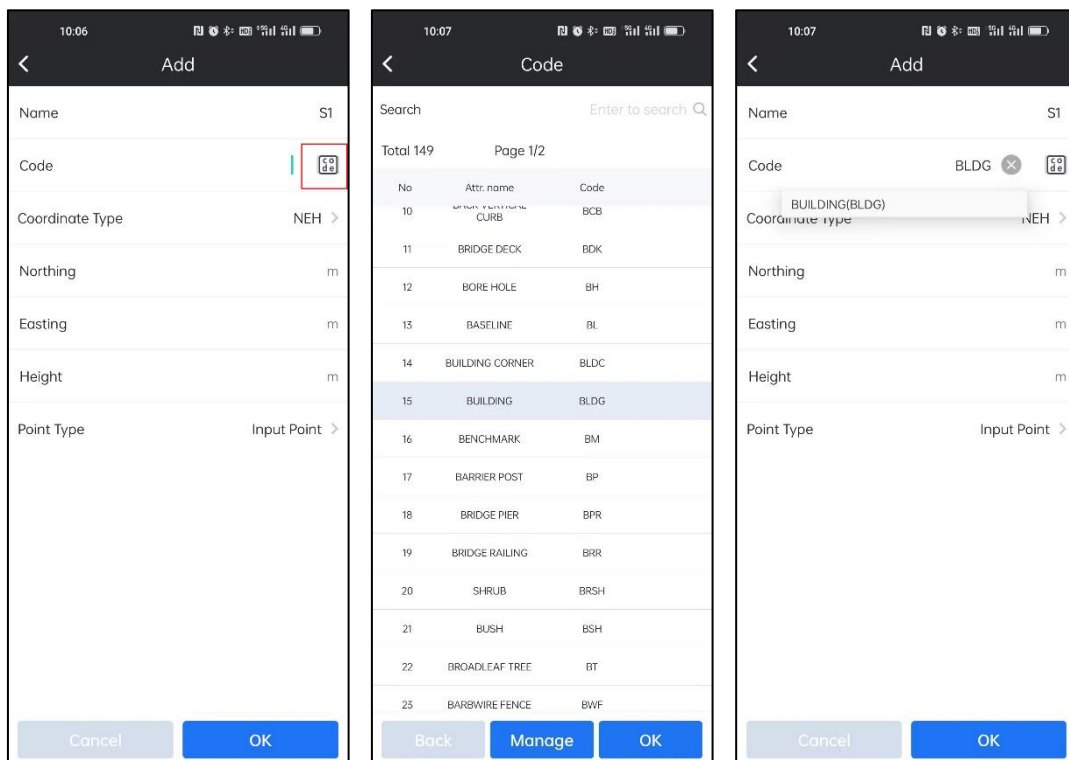 10:06
Add
Name S1
Code
Coordinate Type NEH
Northing m
Easting m
Height m
Point Type Input Point
Cancel OK
10:07
Code
Search Enter to search
Total 149 Page 1/2
No Attr. name Code
10 BACK VERTICAL CURB BCB
11 BRIDGE DECK BDK
12 BORE HOLE BH
13 BASELINE BL
14 BUILDING CORNER BLDC
15 BUILDING BLDG
16 BENCHMARK BM
17 BARRIER POST BP
18 BRIDGE PIER BPR
19 BRIDGE RAILING BRR
20 SHRUB BRSH
21 BUSH BSH
22 BROADLEAF TREE BT
23 BARBWIRE FENCE BWF
Back Manage OK
10:07
Add
Name S1
Code BLDG
BUILDING(BLDG)
Coordinate Type NEH
Northing m
Easting m
Height m
Point Type Input Point
Cancel OK